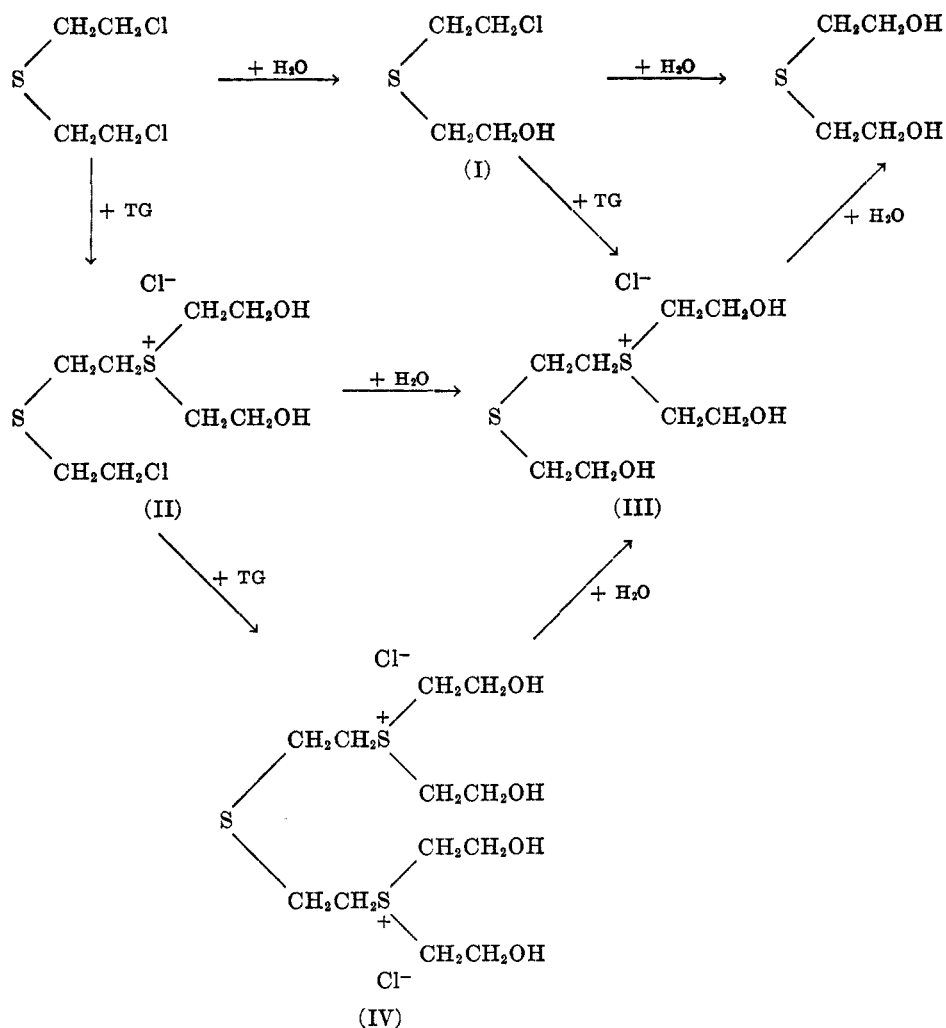 CH₂CH₂Cl CH₂CH₂Cl CH₂CH₂OH
S + H₂O S + H₂O S
CH₂CH₂Cl CH₂CH₂OH CH₂CH₂OH
(I)
+ TG + TG + H₂O
Cl⁻ Cl⁻
CH₂CH₂OH CH₂CH₂OH
+ +
CH₂CH₂S + H₂O CH₂CH₂S
S CH₂CH₂OH S CH₂CH₂OH
CH₂CH₂Cl CH₂CH₂OH
(II) (III)
+ TG + H₂O
Cl⁻
CH₂CH₂OH
+
CH₂CH₂S
CH₂CH₂OH
S
CH₂CH₂OH
CH₂CH₂S
+
CH₂CH₂OH
Cl⁻
(IV)